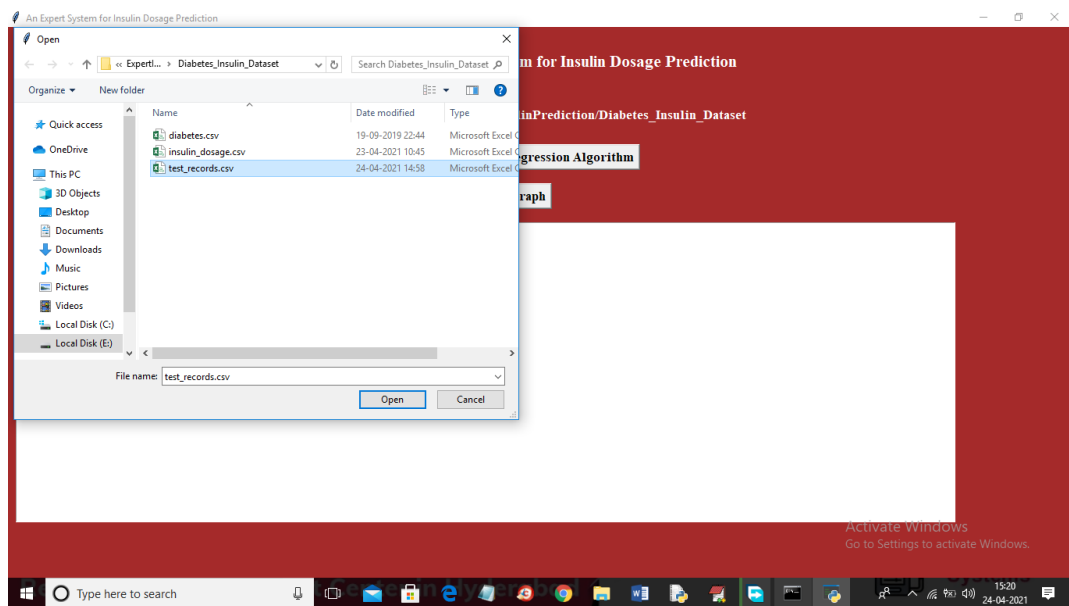 An Expert System for Insulin Dosage Prediction
Open
« ExpertI... > Diabetes_Insulin_Dataset
Search Diabetes_Insulin_Dataset
Organize
New folder
Name
Date modified
Type
Quick access
OneDrive
This PC
3D Objects
Desktop
Documents
Downloads
Music
Pictures
Videos
Local Disk (C:)
Local Disk (E:)
diabetes.csv 19-09-2019 22:44 Microsoft Excel C
insulin_dosage.csv 23-04-2021 10:45 Microsoft Excel C
test_records.csv 24-04-2021 14:58 Microsoft Excel C
File name: test_records.csv
Open
Cancel
m for Insulin Dosage Prediction
inPrediction/Diabetes_Insulin_Dataset
gression Algorithm
raph
Activate Windows
Go to Settings to activate Windows.
Type here to search
15:20
24-04-2021